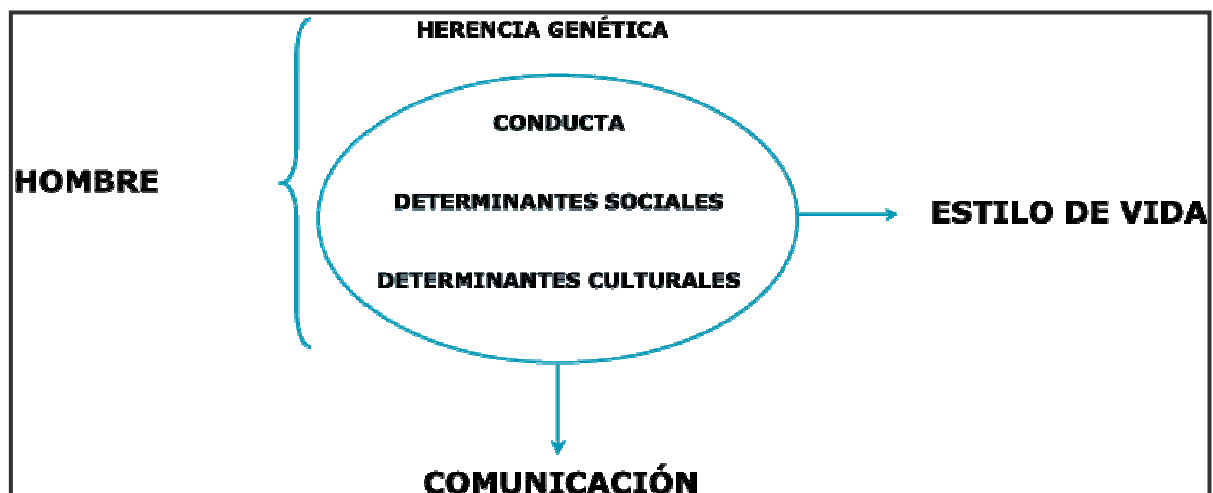 HERENCIA GENÉTICA
CONDUCTA
HOMBRE
DETERMINANTES SOCIALES
ESTILO DE VIDA
DETERMINANTES CULTURALES
COMUNICACIÓN